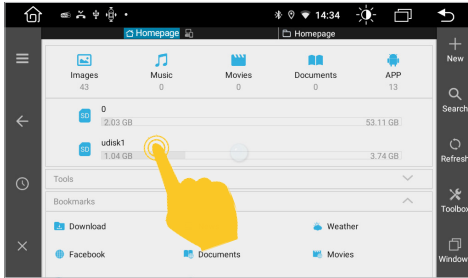 14:34
Homepage
Homepage
New
Images
Music
Movies
Documents
APP
43
0
0
0
13
Search
SD
0
2.03 GB
53.11 GB
SD
udisk1
1.04 GB
3.74 GB
Refresh
Tools
Toolbox
Bookmarks
Download
Weather
Facebook
Documents
Movies
Window